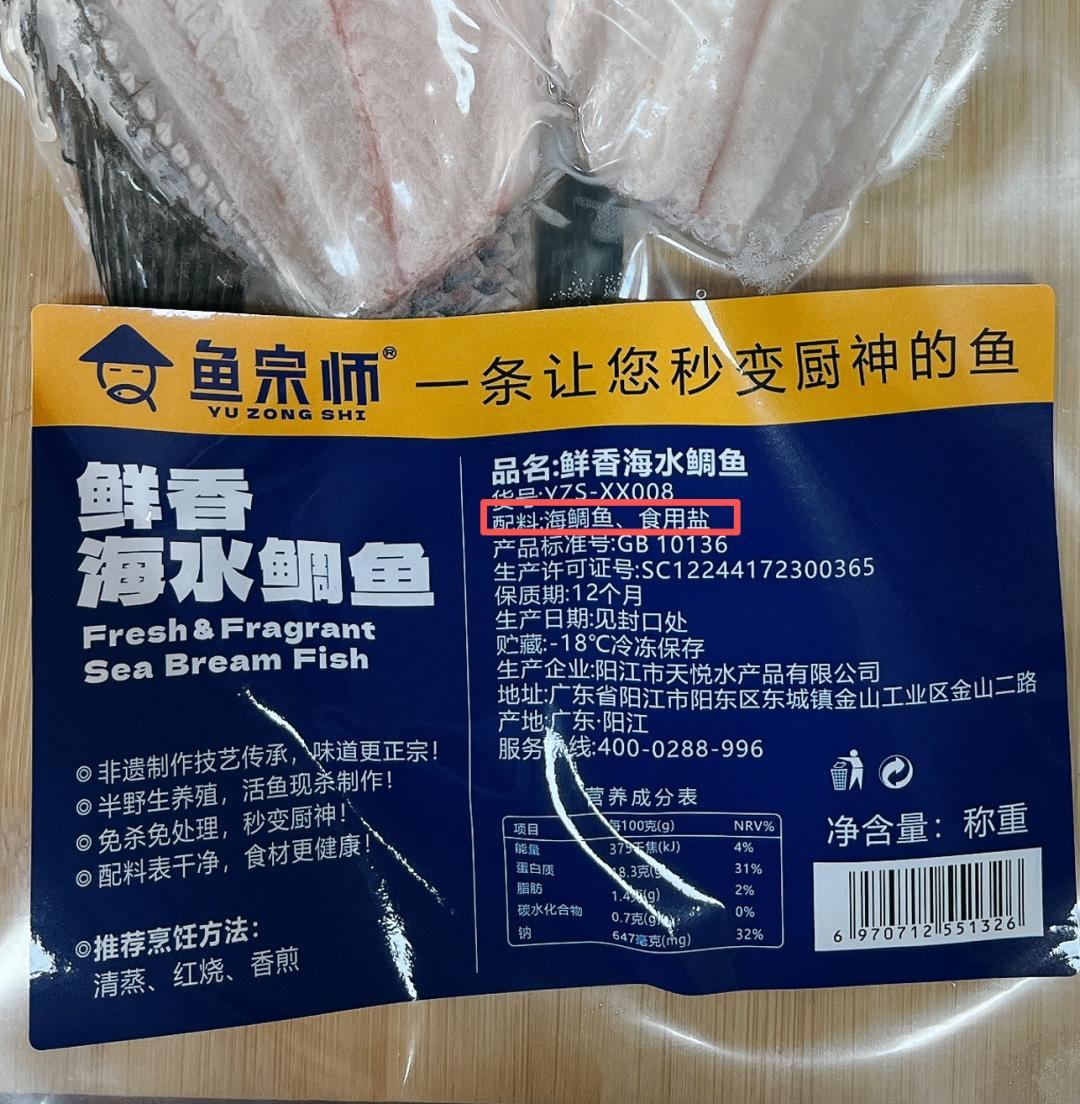 鱼宗师®
YU ZONG SHI
一条让您秒变厨神的鱼
鲜香
海水鲷鱼
Fresh & Fragrant
Sea Bream Fish
◎非遗制作技艺传承，味道更正宗！
◎半野生养殖，活鱼现杀制作！
◎免杀免处理，秒变厨神！
◎配料表干净，食材更健康！
◎推荐烹饪方法：
清蒸、红烧、香煎
品名:鲜香海水鲷鱼
货号:YZS-XX008
配料:海鲷鱼、食用盐
产品标准号:GB 10136
生产许可证号:SC12244172300365
保质期:12个月
生产日期:见封口处
贮藏:-18℃冷冻保存
生产企业:阳江市天悦水产品有限公司
地址:广东省阳江市阳东区东城镇金山工业区金山二路
产地:广东·阳江
服务热线:400-0288-996
营养成分表
项目 每100克(g) NRV%
能量 375千焦(kJ) 4%
蛋白质 18.3克(g) 31%
脂肪 1.4克(g) 2%
碳水化合物 0.7克(g) 0%
钠 647毫克(mg) 32%
净含量：称重
6 970712 551326